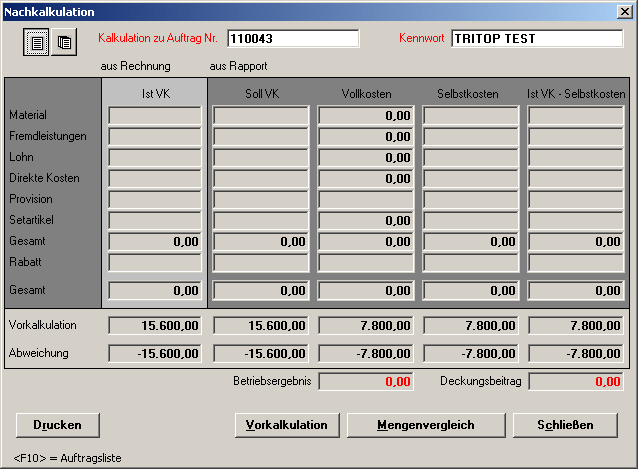 Nachkalkulation
Kalkulation zu Auftrag Nr. 110043 Kennwort TRITOP TEST
aus Rechnung aus Rapport
Ist VK Soll VK Vollkosten Selbstkosten Ist VK - Selbstkosten
Material 0,00
Fremdleistungen 0,00
Lohn 0,00
Direkte Kosten 0,00
Provision
Setartikel 0,00
Gesamt 0,00 0,00 0,00 0,00 0,00
Rabatt
Gesamt 0,00 0,00 0,00 0,00 0,00
Vorkalkulation 15.600,00 15.600,00 7.800,00 7.800,00 7.800,00
Abweichung -15.600,00 -15.600,00 -7.800,00 -7.800,00 -7.800,00
Betriebsergebnis 0,00 Deckungsbeitrag 0,00
Drucken Vorkalkulation Mengenvergleich Schließen
<F10> = Auftragsliste